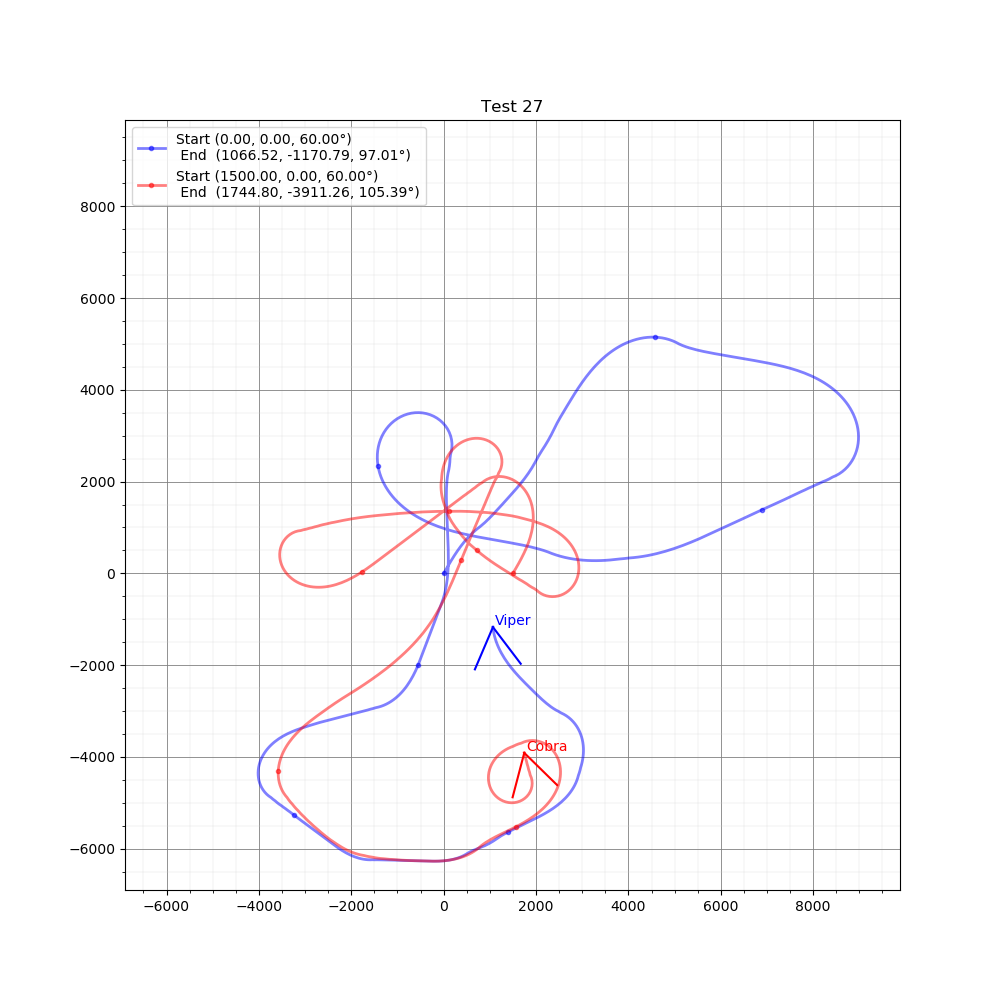 Test 27
Start (0.00, 0.00, 60.00°)
End (1066.52, -1170.79, 97.01°)
Start (1500.00, 0.00, 60.00°)
End (1744.80, -3911.26, 105.39°)
8000
6000
4000
2000
0
−2000
−4000
−6000
Viper
Cobra
−6000 −4000 −2000 0 2000 4000 6000 8000